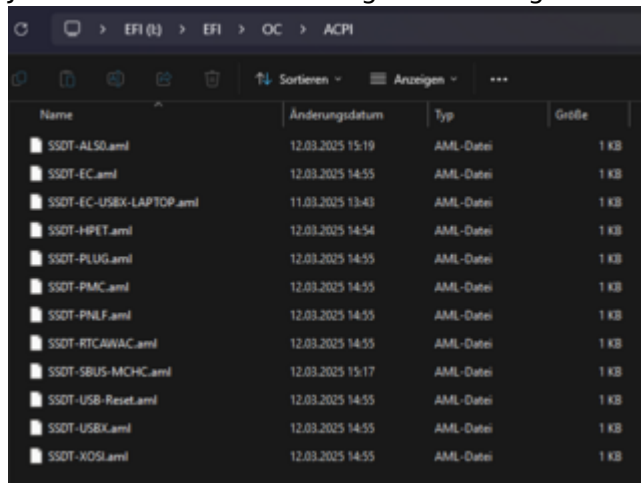 EFI (I:) > EFI > OC > ACPI
Sortieren Anzeigen ...
Name Änderungsdatum Typ Größe
SSDT-ALS0.aml 12.03.2025 15:19 AML-Datei 1 KB
SSDT-EC.aml 12.03.2025 14:55 AML-Datei 1 KB
SSDT-EC-USBX-LAPTOP.aml 11.03.2025 13:43 AML-Datei 1 KB
SSDT-HPET.aml 12.03.2025 14:54 AML-Datei 1 KB
SSDT-PLUG.aml 12.03.2025 14:55 AML-Datei 1 KB
SSDT-PMC.aml 12.03.2025 14:55 AML-Datei 1 KB
SSDT-PNLF.aml 12.03.2025 14:55 AML-Datei 1 KB
SSDT-RTCAWAC.aml 12.03.2025 14:55 AML-Datei 1 KB
SSDT-SBUS-MCHC.aml 12.03.2025 15:17 AML-Datei 1 KB
SSDT-USB-Reset.aml 12.03.2025 14:55 AML-Datei 1 KB
SSDT-USBX.aml 12.03.2025 14:55 AML-Datei 1 KB
SSDT-XOSI.aml 12.03.2025 14:55 AML-Datei 1 KB